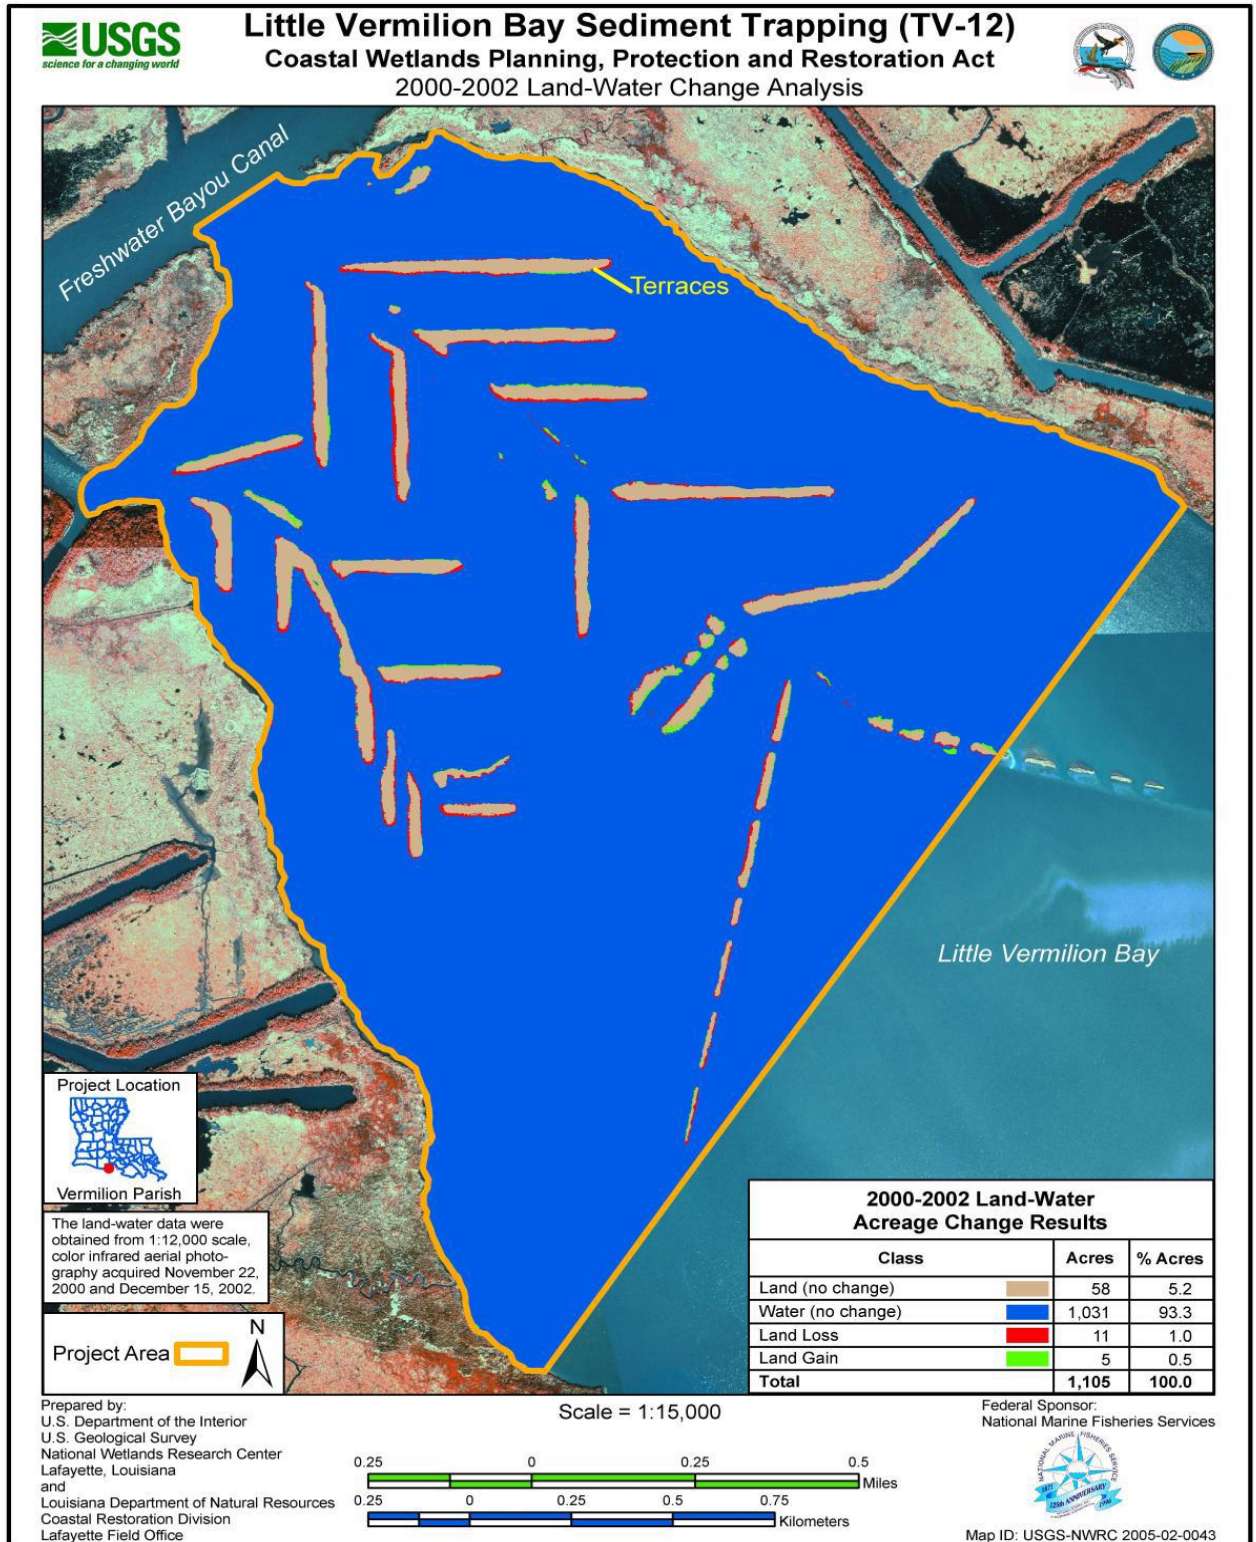 USGS
science for a changing world
Little Vermilion Bay Sediment Trapping (TV-12)
Coastal Wetlands Planning, Protection and Restoration Act
2000-2002 Land-Water Change Analysis
Freshwater Bayou Canal
Terraces
Little Vermilion Bay
Project Location
Vermilion Parish
The land-water data were
obtained from 1:12,000 scale,
color infrared aerial photo-
graphy acquired November 22,
2000 and December 15, 2002.
Project Area
N
2000-2002 Land-Water
Acreage Change Results
Class Acres % Acres
Land (no change) 58 5.2
Water (no change) 1,031 93.3
Land Loss 11 1.0
Land Gain 5 0.5
Total 1,105 100.0
Prepared by:
U.S. Department of the Interior
U.S. Geological Survey
National Wetlands Research Center
Lafayette, Louisiana
and
Louisiana Department of Natural Resources
Coastal Restoration Division
Lafayette Field Office
Scale = 1:15,000
0.25 0 0.25 0.5
Miles
0.25 0 0.25 0.5 0.75
Kilometers
Federal Sponsor:
National Marine Fisheries Services
NATIONAL MARINE FISHERIES SERVICE
1871 125th ANNIVERSARY 1996
Map ID: USGS-NWRC 2005-02-0043